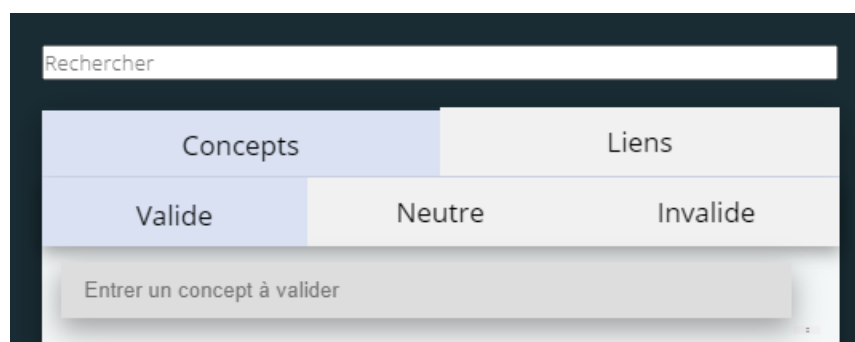 Rechercher
Concepts Liens
Valide Neutre Invalide
Entrer un concept à valider